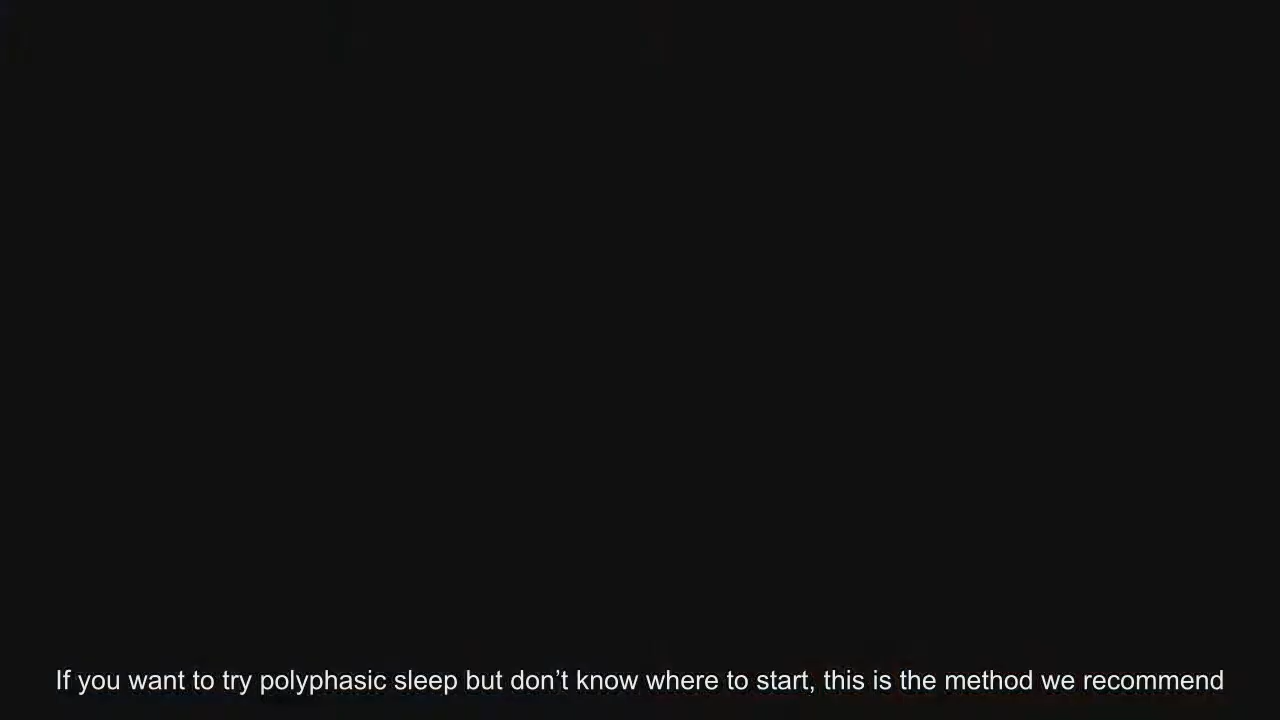 If you want to try polyphasic sleep but don’t know where to start, this is the method we recommend